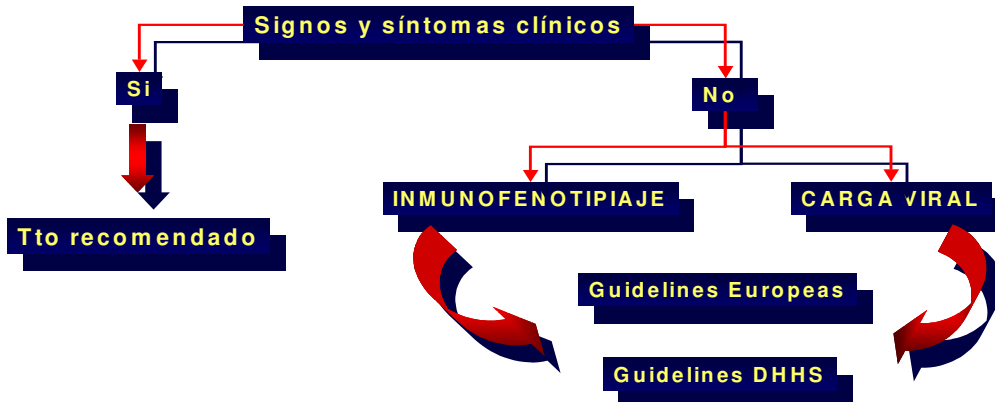 Signos y síntomas clínicos
Si
No
INMUNOFENOTIPIAJE
CARGA VIRAL
Tto recomendado
Guidelines Europeas
Guidelines DHHS